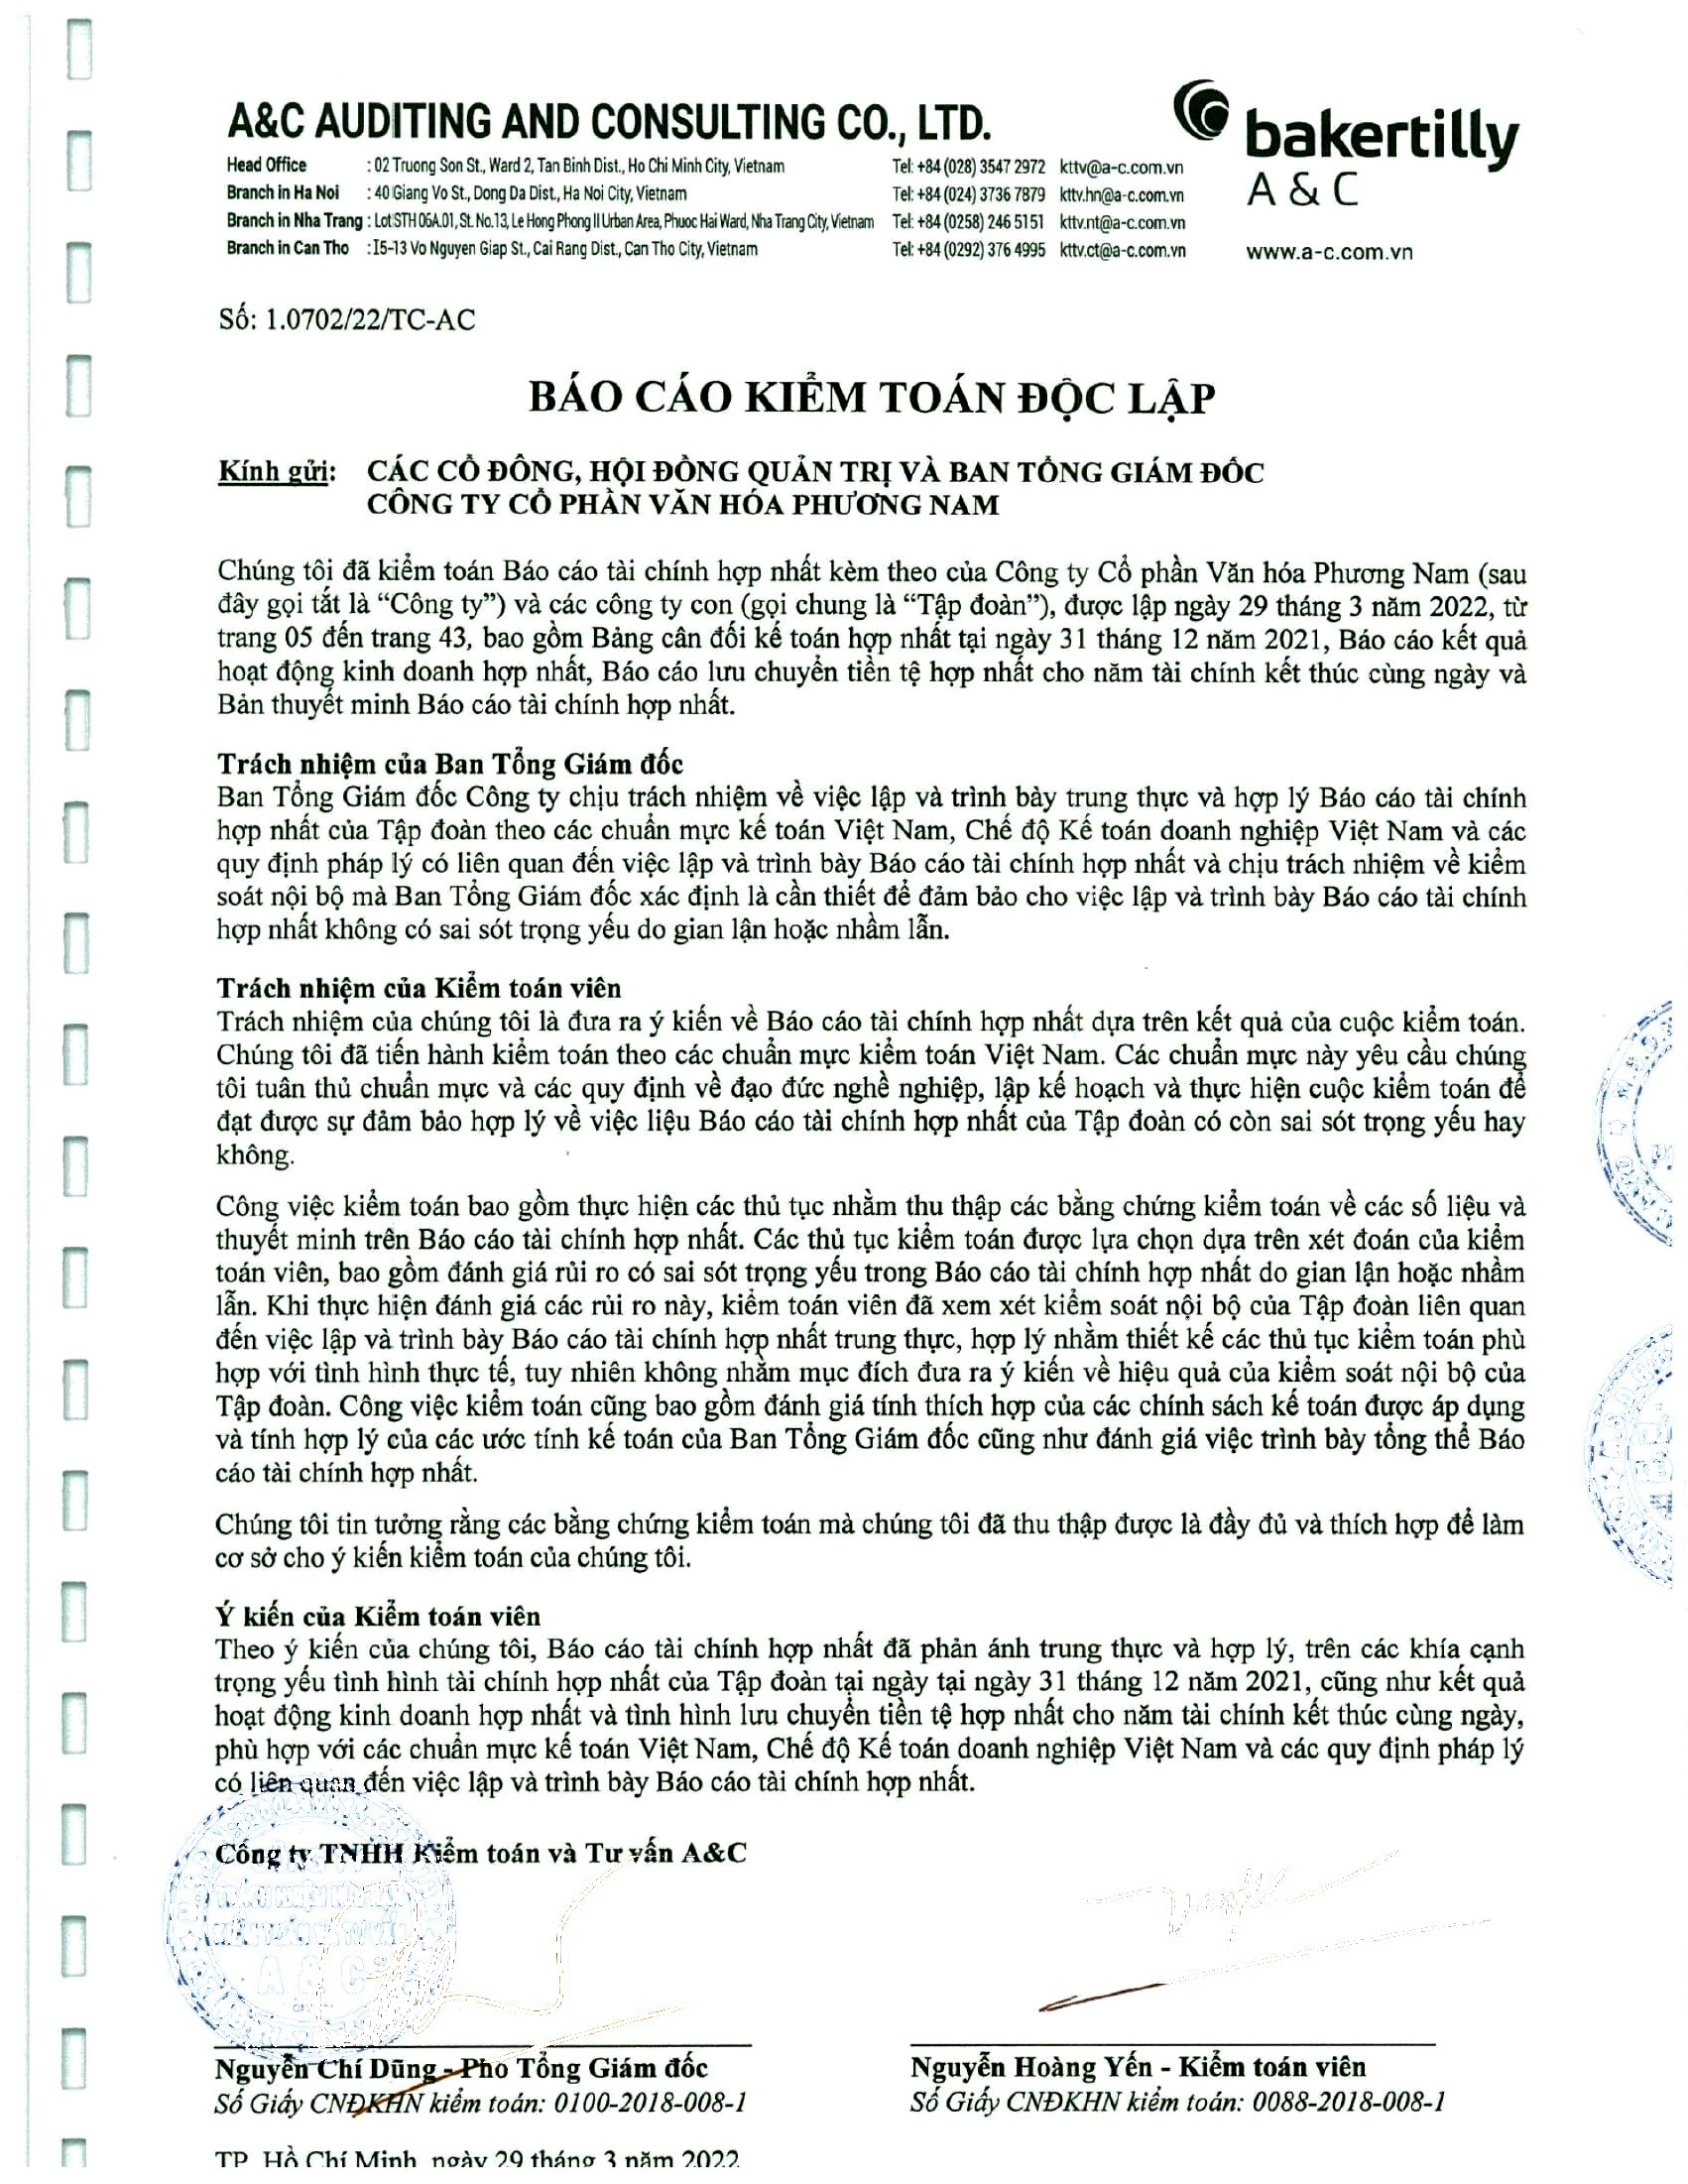 A&C AUDITING AND CONSULTING CO., LTD.
bakertilly
A & C
Head Office : 02 Truong Son St., Ward 2, Tan Binh Dist., Ho Chi Minh City, Vietnam Tel: +84 (028) 3547 2972 kttv@a-c.com.vn
Branch in Ha Noi : 40 Giang Vo St., Dong Da Dist., Ha Noi City, Vietnam Tel: +84 (024) 3736 7879 kttv.hn@a-c.com.vn
Branch in Nha Trang : Lot STH 06A.01, St. No.13, Le Hong Phong II Urban Area, Phuoc Hai Ward, Nha Trang City, Vietnam Tel: +84 (0258) 246 5151 kttv.nt@a-c.com.vn
Branch in Can Tho : I5-13 Vo Nguyen Giap St., Cai Rang Dist., Can Tho City, Vietnam Tel: +84 (0292) 376 4995 kttv.ct@a-c.com.vn
www.a-c.com.vn
Số: 1.0702/22/TC-AC
BÁO CÁO KIỂM TOÁN ĐỘC LẬP
Kính gửi: CÁC CỔ ĐÔNG, HỘI ĐỒNG QUẢN TRỊ VÀ BAN TỔNG GIÁM ĐỐC
CÔNG TY CỔ PHẦN VĂN HÓA PHƯƠNG NAM
Chúng tôi đã kiểm toán Báo cáo tài chính hợp nhất kèm theo của Công ty Cổ phần Văn hóa Phương Nam (sau
đây gọi tắt là “Công ty”) và các công ty con (gọi chung là “Tập đoàn”), được lập ngày 29 tháng 3 năm 2022, từ
trang 05 đến trang 43, bao gồm Bảng cân đối kế toán hợp nhất tại ngày 31 tháng 12 năm 2021, Báo cáo kết quả
hoạt động kinh doanh hợp nhất, Báo cáo lưu chuyển tiền tệ hợp nhất cho năm tài chính kết thúc cùng ngày và
Bản thuyết minh Báo cáo tài chính hợp nhất.
Trách nhiệm của Ban Tổng Giám đốc
Ban Tổng Giám đốc Công ty chịu trách nhiệm về việc lập và trình bày trung thực và hợp lý Báo cáo tài chính
hợp nhất của Tập đoàn theo các chuẩn mực kế toán Việt Nam, Chế độ Kế toán doanh nghiệp Việt Nam và các
quy định pháp lý có liên quan đến việc lập và trình bày Báo cáo tài chính hợp nhất và chịu trách nhiệm về kiểm
soát nội bộ mà Ban Tổng Giám đốc xác định là cần thiết để đảm bảo cho việc lập và trình bày Báo cáo tài chính
hợp nhất không có sai sót trọng yếu do gian lận hoặc nhầm lẫn.
Trách nhiệm của Kiểm toán viên
Trách nhiệm của chúng tôi là đưa ra ý kiến về Báo cáo tài chính hợp nhất dựa trên kết quả của cuộc kiểm toán.
Chúng tôi đã tiến hành kiểm toán theo các chuẩn mực kiểm toán Việt Nam. Các chuẩn mực này yêu cầu chúng
tôi tuân thủ chuẩn mực và các quy định về đạo đức nghề nghiệp, lập kế hoạch và thực hiện cuộc kiểm toán để
đạt được sự đảm bảo hợp lý về việc liệu Báo cáo tài chính hợp nhất của Tập đoàn có còn sai sót trọng yếu hay
không.
Công việc kiểm toán bao gồm thực hiện các thủ tục nhằm thu thập các bằng chứng kiểm toán về các số liệu và
thuyết minh trên Báo cáo tài chính hợp nhất. Các thủ tục kiểm toán được lựa chọn dựa trên xét đoán của kiểm
toán viên, bao gồm đánh giá rủi ro có sai sót trọng yếu trong Báo cáo tài chính hợp nhất do gian lận hoặc nhầm
lẫn. Khi thực hiện đánh giá các rủi ro này, kiểm toán viên đã xem xét kiểm soát nội bộ của Tập đoàn liên quan
đến việc lập và trình bày Báo cáo tài chính hợp nhất trung thực, hợp lý nhằm thiết kế các thủ tục kiểm toán phù
hợp với tình hình thực tế, tuy nhiên không nhằm mục đích đưa ra ý kiến về hiệu quả của kiểm soát nội bộ của
Tập đoàn. Công việc kiểm toán cũng bao gồm đánh giá tính thích hợp của các chính sách kế toán được áp dụng
và tính hợp lý của các ước tính kế toán của Ban Tổng Giám đốc cũng như đánh giá việc trình bày tổng thể Báo
cáo tài chính hợp nhất.
Chúng tôi tin tưởng rằng các bằng chứng kiểm toán mà chúng tôi đã thu thập được là đầy đủ và thích hợp để làm
cơ sở cho ý kiến kiểm toán của chúng tôi.
Ý kiến của Kiểm toán viên
Theo ý kiến của chúng tôi, Báo cáo tài chính hợp nhất đã phản ánh trung thực và hợp lý, trên các khía cạnh
trọng yếu tình hình tài chính hợp nhất của Tập đoàn tại ngày tại ngày 31 tháng 12 năm 2021, cũng như kết quả
hoạt động kinh doanh hợp nhất và tình hình lưu chuyển tiền tệ hợp nhất cho năm tài chính kết thúc cùng ngày,
phù hợp với các chuẩn mực kế toán Việt Nam, Chế độ Kế toán doanh nghiệp Việt Nam và các quy định pháp lý
có liên quan đến việc lập và trình bày Báo cáo tài chính hợp nhất.
Công ty TNHH Kiểm toán và Tư vấn A&C
TRÁCH NHIỆM HỮU HẠN
KIỂM TOÁN VÀ TƯ VẤN
A & C
Nguyễn Chí Dũng - Phó Tổng Giám đốc
Số Giấy CNĐKHN kiểm toán: 0100-2018-008-1
Nguyễn Hoàng Yến - Kiểm toán viên
Số Giấy CNĐKHN kiểm toán: 0088-2018-008-1
TP. Hồ Chí Minh, ngày 29 tháng 3 năm 2022